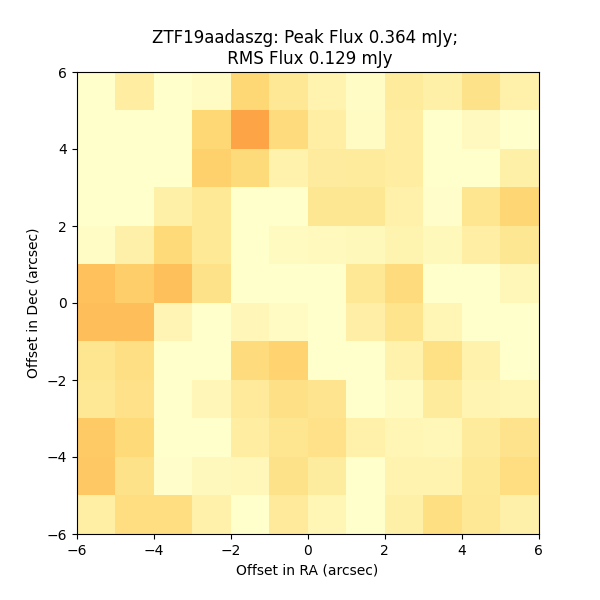 ZTF19aadaszg: Peak Flux 0.364 mJy;
RMS Flux 0.129 mJy
6
4
2
0
−2
−4
−6
Offset in Dec (arcsec)
−6 −4 −2 0 2 4 6
Offset in RA (arcsec)